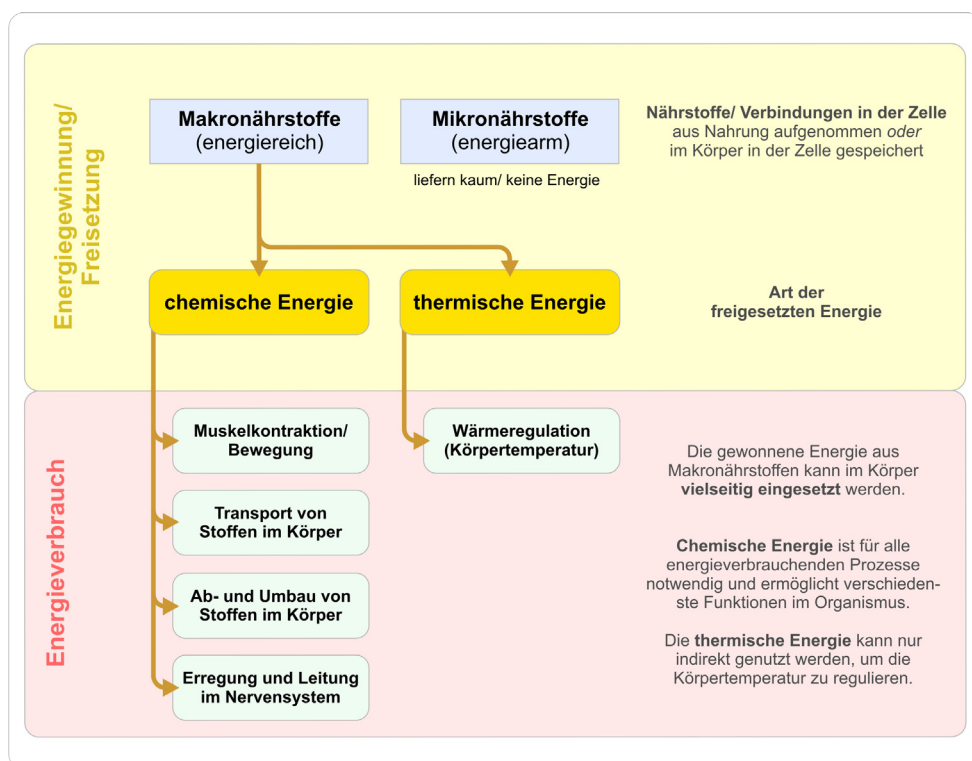 Energiegewinnung/
Freisetzung
Makronährstoffe
(energiereich)
Mikronährstoffe
(energiearm)
liefern kaum/ keine Energie
Nährstoffe/ Verbindungen in der Zelle
aus Nahrung aufgenommen oder
im Körper in der Zelle gespeichert
chemische Energie
thermische Energie
Art der
freigesetzten Energie
Energieverbrauch
Muskelkontraktion/
Bewegung
Transport von
Stoffen im Körper
Ab- und Umbau von
Stoffen im Körper
Erregung und Leitung
im Nervensystem
Wärmeregulation
(Körpertemperatur)
Die gewonnene Energie aus
Makronährstoffen kann im Körper
vielseitig eingesetzt werden.
Chemische Energie ist für alle
energieverbrauchenden Prozesse
notwendig und ermöglicht verschieden-
ste Funktionen im Organismus.
Die thermische Energie kann nur
indirekt genutzt werden, um die
Körpertemperatur zu regulieren.